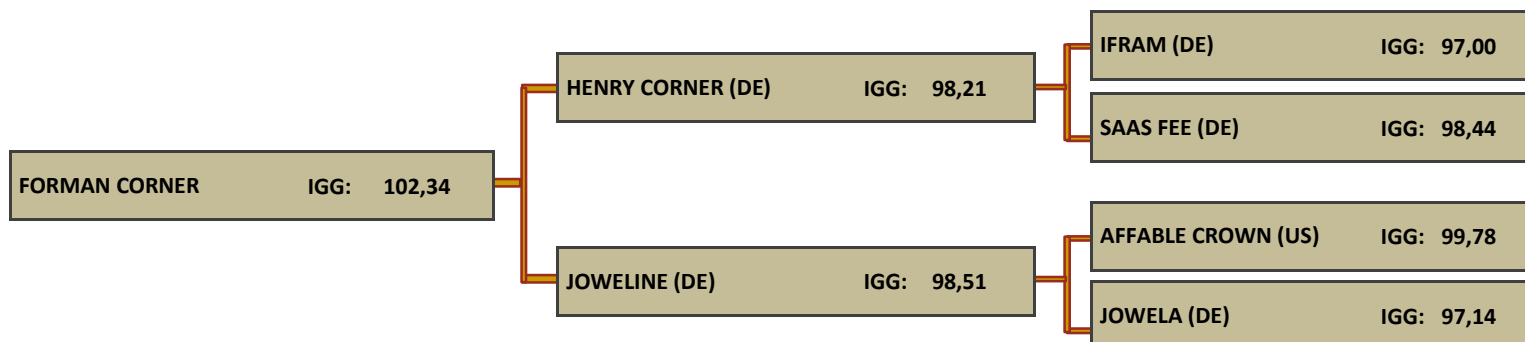 IFRAM (DE) IGG: 97,00
HENRY CORNER (DE) IGG: 98,21
SAAS FEE (DE) IGG: 98,44
FORMAN CORNER IGG: 102,34
AFFABLE CROWN (US) IGG: 99,78
JOWELINE (DE) IGG: 98,51
JOWELA (DE) IGG: 97,14